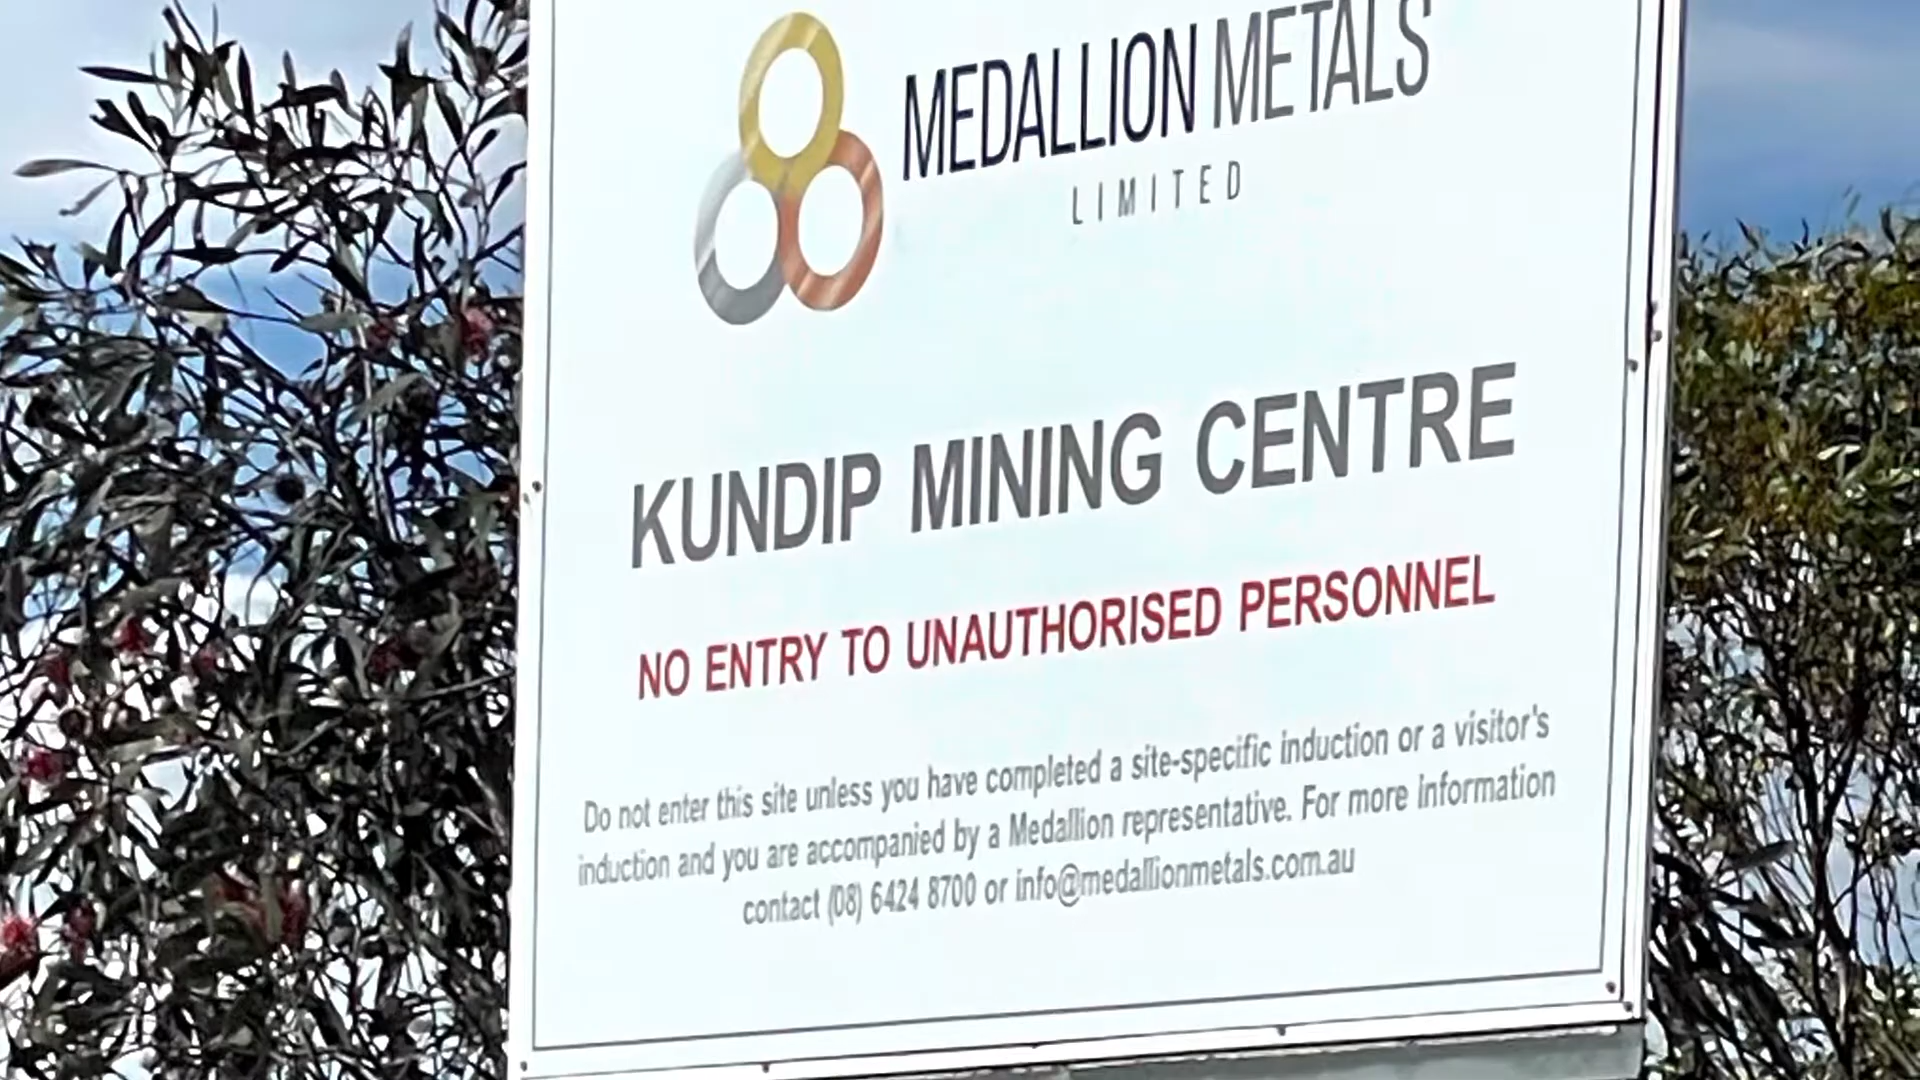 MEDALLION METALS
LIMITED
KUNDIP MINING CENTRE
NO ENTRY TO UNAUTHORISED PERSONNEL
Do not enter this site unless you have completed a site-specific induction or a visitor's
induction and you are accompanied by a Medallion representative. For more information
contact (08) 6424 8700 or info@medallionmetals.com.au